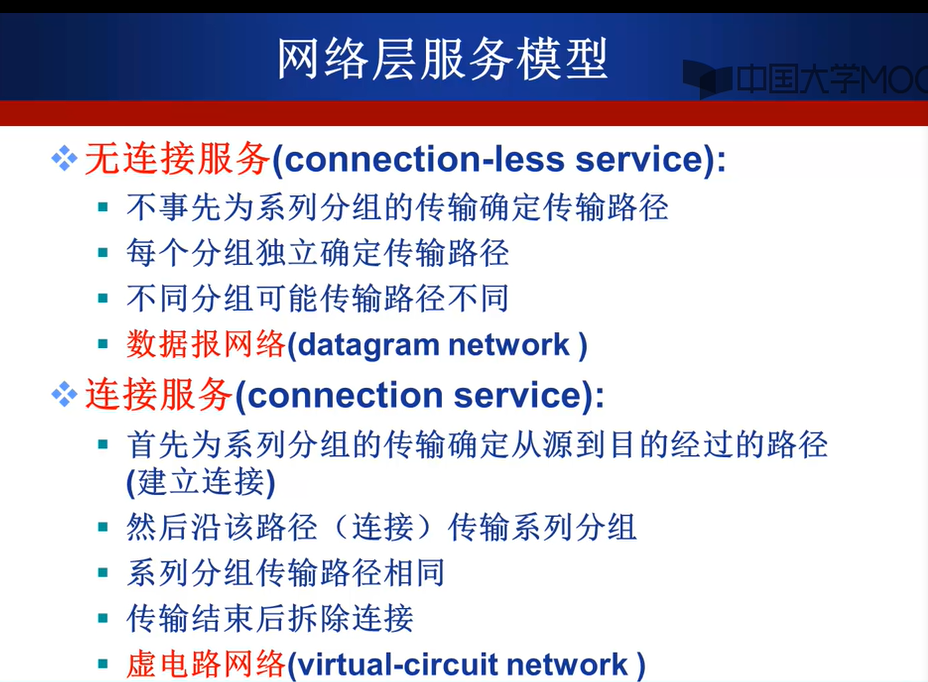 网络层服务模型
中国大学MOO
无连接服务(connection-less service):
不事先为系列分组的传输确定传输路径
每个分组独立确定传输路径
不同分组可能传输路径不同
数据报网络(datagram network )
连接服务(connection service):
首先为系列分组的传输确定从源到目的经过的路径
(建立连接)
然后沿该路径（连接）传输系列分组
系列分组传输路径相同
传输结束后拆除连接
虚电路网络(virtual-circuit network )